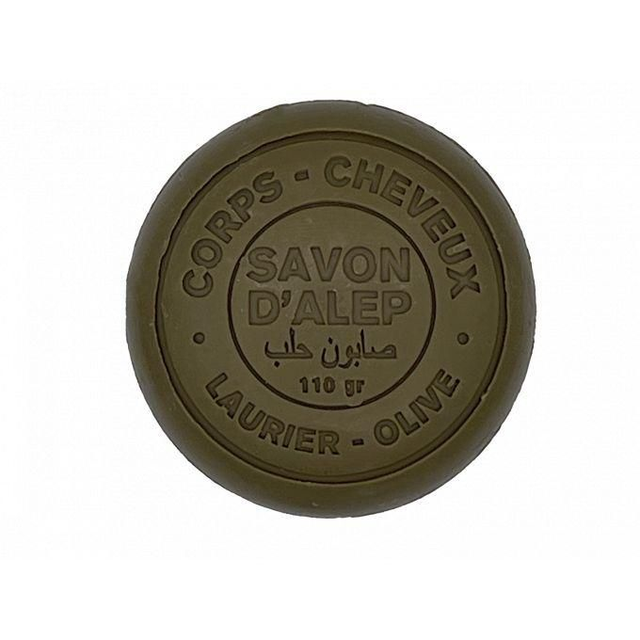 CORPS - CHEVEUX
SAVON
D'ALEP
صابون حلب
110 gr
LAURIER - OLIVE